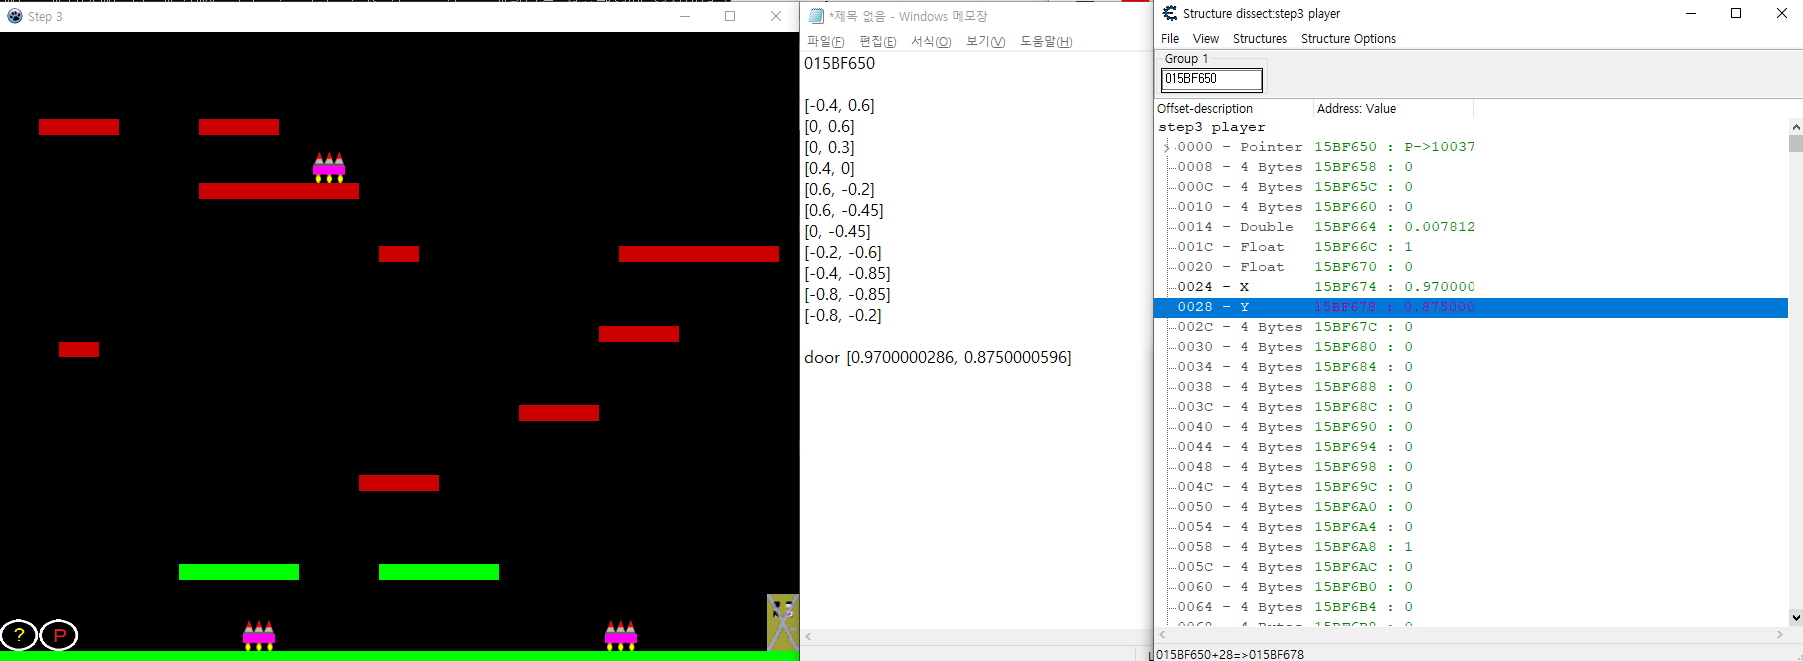 Step 3
?
P
*제목 없음 - Windows 메모장
파일(F) 편집(E) 서식(O) 보기(V) 도움말(H)
015BF650
[-0.4, 0.6]
[0, 0.6]
[0, 0.3]
[0.4, 0]
[0.6, -0.2]
[0.6, -0.45]
[0, -0.45]
[-0.2, -0.6]
[-0.4, -0.85]
[-0.8, -0.85]
[-0.8, -0.2]
door [0.9700000286, 0.8750000596]
Structure dissect:step3 player
File View Structures Structure Options
Group 1
015BF650
Offset-description Address: Value
step3 player
0000 - Pointer 15BF650 : P->10037
0008 - 4 Bytes 15BF658 : 0
000C - 4 Bytes 15BF65C : 0
0010 - 4 Bytes 15BF660 : 0
0014 - Double 15BF664 : 0.007812
001C - Float 15BF66C : 1
0020 - Float 15BF670 : 0
0024 - X 15BF674 : 0.970000
0028 - Y 15BF678 : 0.875000
002C - 4 Bytes 15BF67C : 0
0030 - 4 Bytes 15BF680 : 0
0034 - 4 Bytes 15BF684 : 0
0038 - 4 Bytes 15BF688 : 0
003C - 4 Bytes 15BF68C : 0
0040 - 4 Bytes 15BF690 : 0
0044 - 4 Bytes 15BF694 : 0
0048 - 4 Bytes 15BF698 : 0
004C - 4 Bytes 15BF69C : 0
0050 - 4 Bytes 15BF6A0 : 0
0054 - 4 Bytes 15BF6A4 : 0
0058 - 4 Bytes 15BF6A8 : 1
005C - 4 Bytes 15BF6AC : 0
0060 - 4 Bytes 15BF6B0 : 0
0064 - 4 Bytes 15BF6B4 : 0
015BF650+28=>015BF678